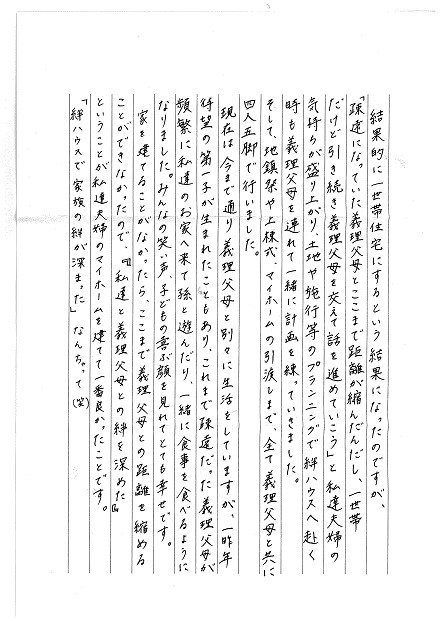 結果的に一世帯住宅にするという結果になったのですが、
「疎遠になっていた義理父母とここまで距離が縮んだんだし、一世帯
だけど引き続き義理父母を交えて話を進めていこう」と私達夫婦の
気持ちが盛り上がり、土地や施行等のプランニングで絆ハウスへ赴く
時も義理父母を連れて一緒に計画を練っていきました。
そして、地鎮祭や上棟式、マイホームの引渡しまで、全て義理父母と共に
四人五脚で行いました。
現在は今まで通り義理父母と別々に生活をしていますが、一昨年
待望の第一子が生まれたこともあり、これまで疎遠だった義理父母が
頻繁に私達のお家へ来て孫と遊んだり、一緒に食事を食べるように
なりました。みんなの笑い声、子どもの喜ぶ顔を見れてとても幸せです。
家を建てることがなかったら、ここまで義理父母との距離を縮める
ことができなかったので、『私達と義理父母との絆を深めた』
ということが私達夫婦のマイホームを建てて一番良かったことです。
「絆ハウスで家族の絆が深まった」なんちゃって(笑)